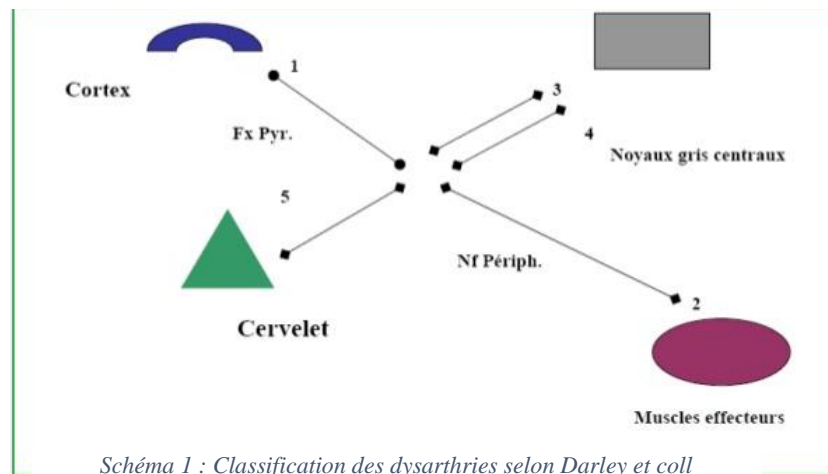 1
Cortex
3
Fx Pyr.
4
Noyaux gris centraux
5
Nf Périph.
2
Cervelet
Muscles effecteurs
Schéma 1 : Classification des dysarthries selon Darley et coll